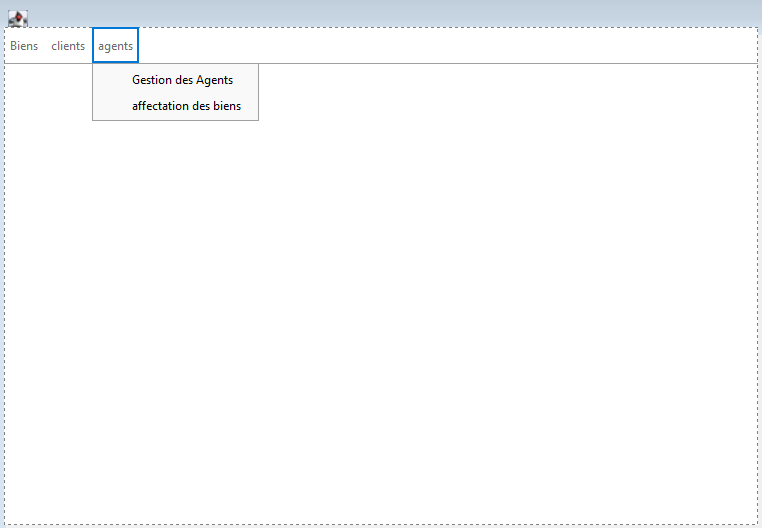 Biens clients agents
Gestion des Agents
affectation des biens